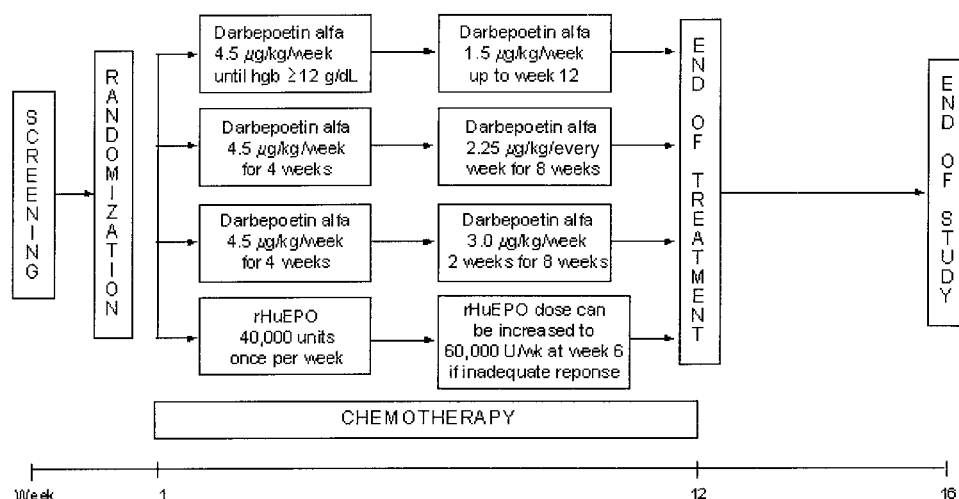 SCREENING
RANDOMIZATION
Darbepoetin alfa
4.5 µg/kg/week
until hgb ≥12 g/dL
Darbepoetin alfa
1.5 µg/kg/week
up to week 12
Darbepoetin alfa
4.5 µg/kg/week
for 4 weeks
Darbepoetin alfa
2.25 µg/kg/every
week for 8 weeks
Darbepoetin alfa
4.5 µg/kg/week
for 4 weeks
Darbepoetin alfa
3.0 µg/kg/week
2 weeks for 8 weeks
rHuEPO
40,000 units
once per week
rHuEPO dose can
be increased to
60,000 U/wk at week 6
if inadequate reponse
END OF TREATMENT
END OF STUDY
CHEMOTHERAPY
Week 1 12 16